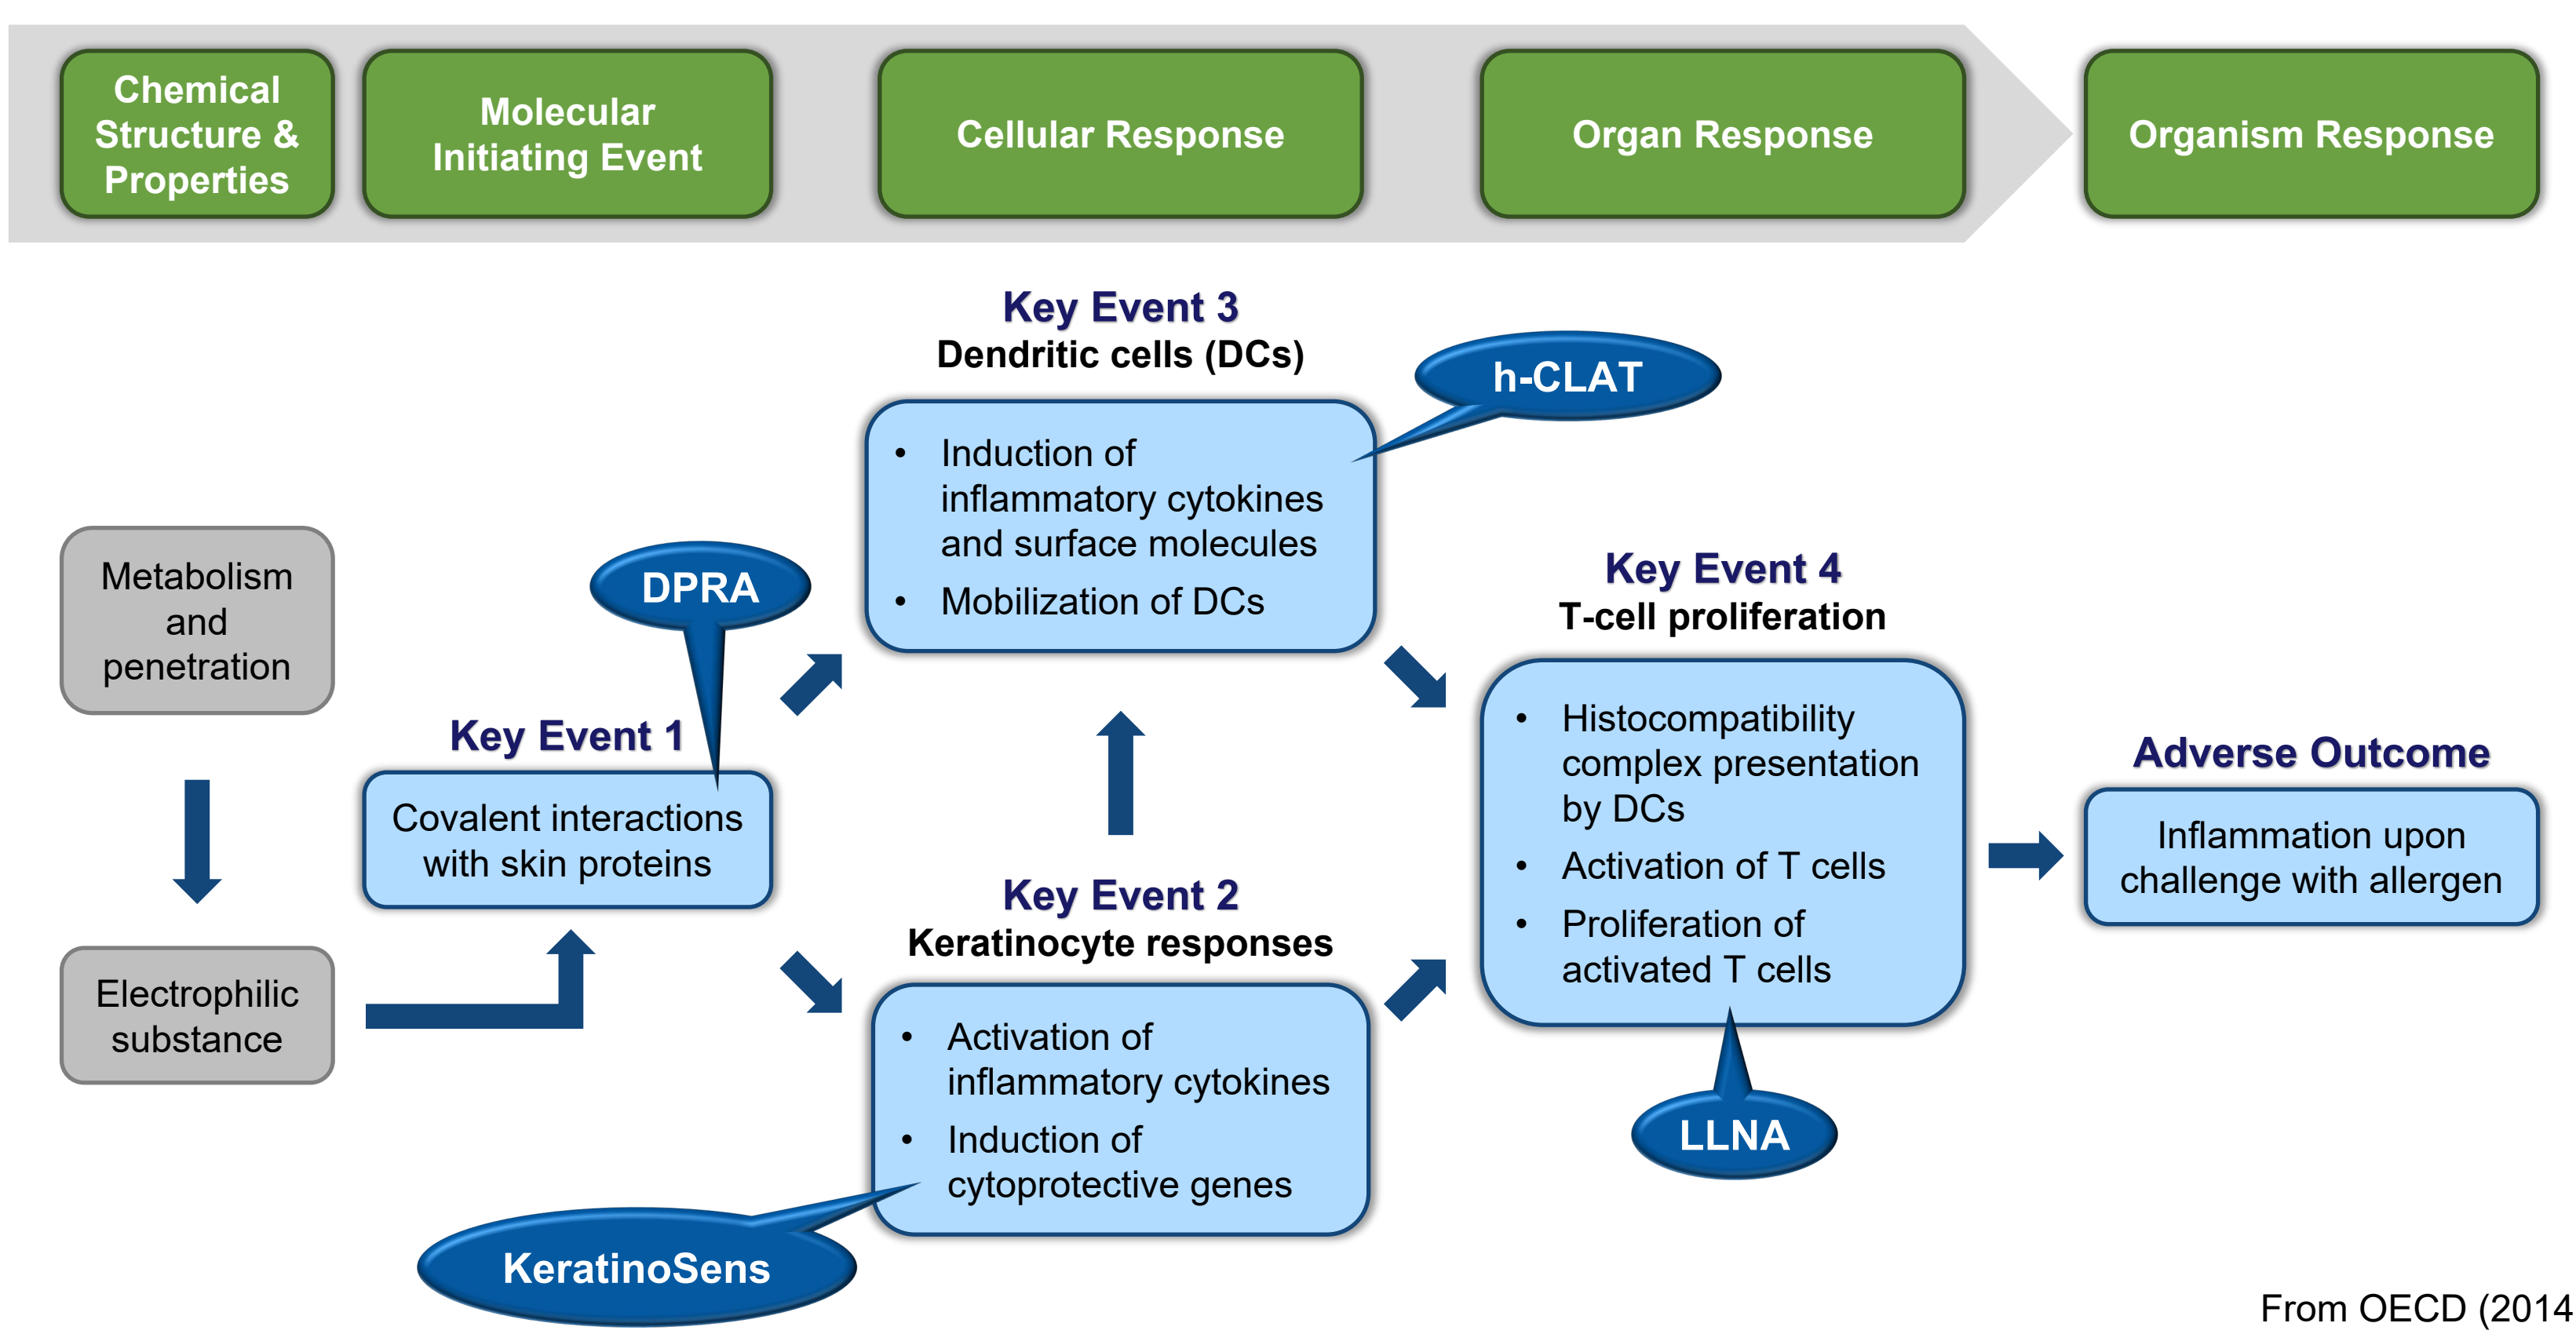 Chemical
Structure &
Properties
Molecular
Initiating Event
Cellular Response
Organ Response
Organism Response
Key Event 3
Dendritic cells (DCs)
h-CLAT
• Induction of
inflammatory cytokines
and surface molecules
• Mobilization of DCs
Metabolism
and
penetration
DPRA
Key Event 4
T-cell proliferation
Key Event 1
Covalent interactions
with skin proteins
• Histocompatibility
complex presentation
by DCs
• Activation of T cells
• Proliferation of
activated T cells
Adverse Outcome
Inflammation upon
challenge with allergen
Key Event 2
Keratinocyte responses
Electrophilic
substance
• Activation of
inflammatory cytokines
• Induction of
cytoprotective genes
LLNA
KeratinoSens
From OECD (2014